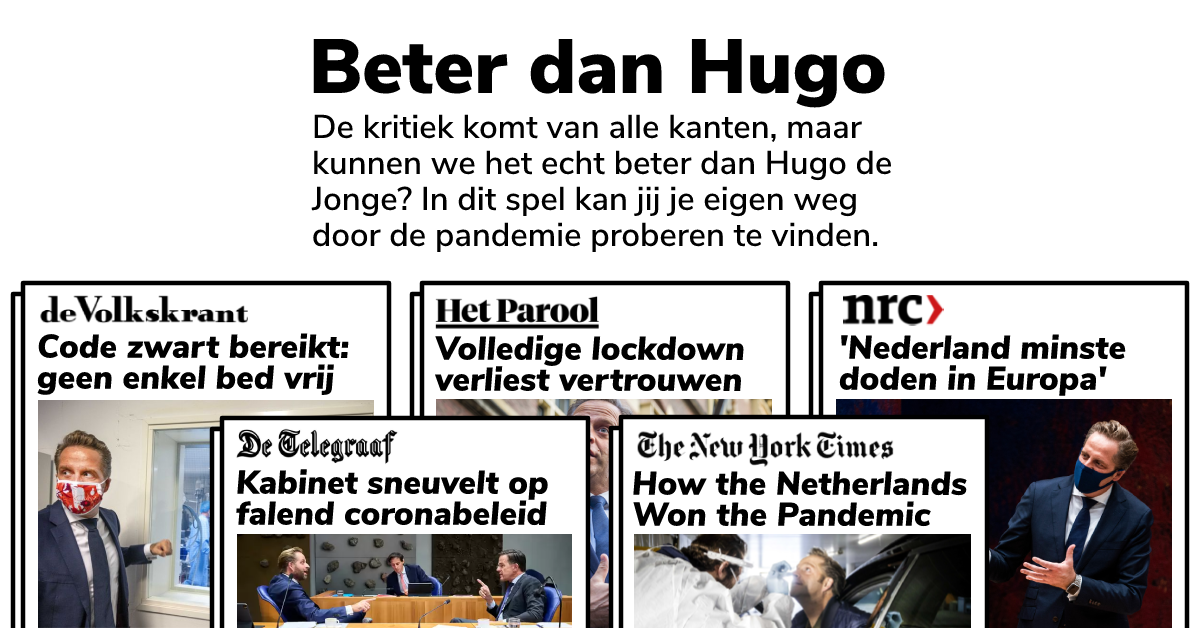 Beter dan Hugo
De kritiek komt van alle kanten, maar
kunnen we het echt beter dan Hugo de
Jonge? In dit spel kan jij je eigen weg
door de pandemie proberen te vinden.
de Volkskrant
Code zwart bereikt:
geen enkel bed vrij
Het Parool
Volledige lockdown
verliest vertrouwen
nrc
'Nederland minste
doden in Europa'
De Telegraaf
Kabinet sneuvelt op
falend coronabeleid
The New York Times
How the Netherlands
Won the Pandemic